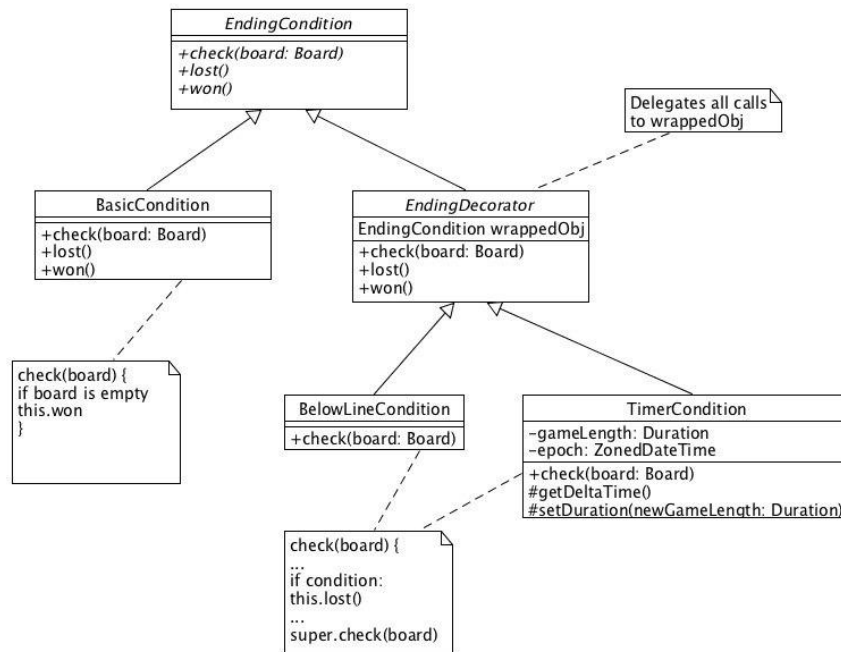 EndingCondition
+check(board: Board)
+lost()
+won()
Delegates all calls
to wrappedObj
BasicCondition
+check(board: Board)
+lost()
+won()
EndingDecorator
EndingCondition wrappedObj
+check(board: Board)
+lost()
+won()
check(board) {
if board is empty
this.won
}
BelowLineCondition
+check(board: Board)
TimerCondition
-gameLength: Duration
-epoch: ZonedDateTime
+check(board: Board)
#getDeltaTime()
#setDuration(newGameLength: Duration)
check(board) {
...
if condition:
this.lost()
...
super.check(board)